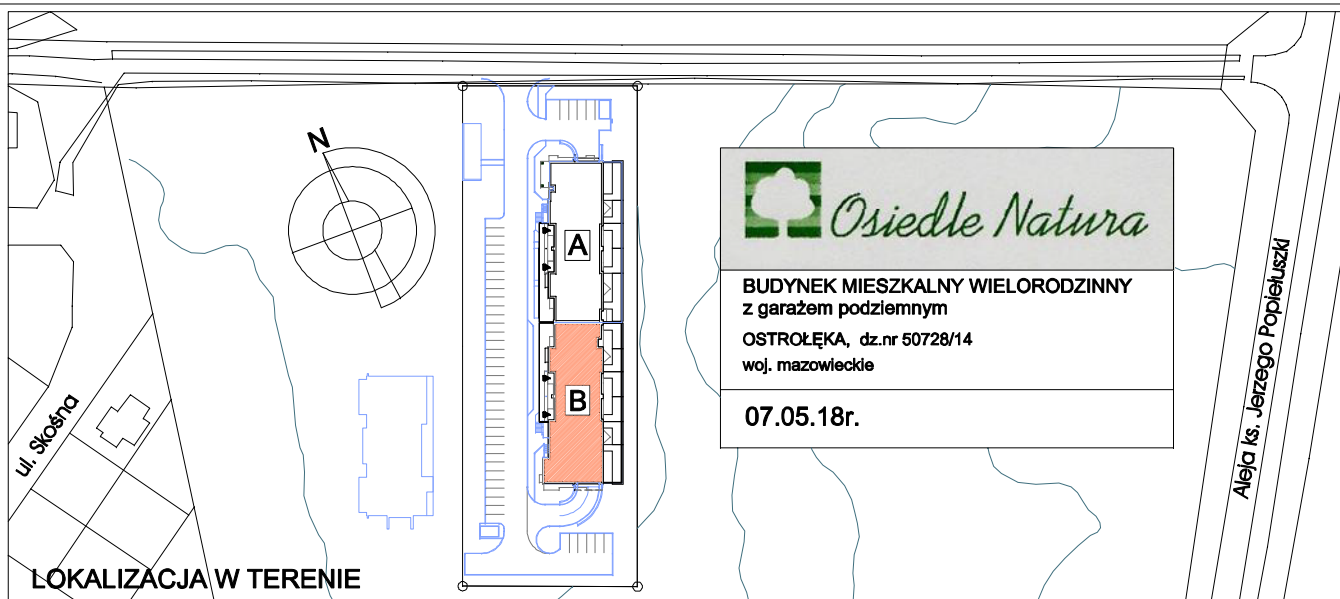 N
A
B
Osiedle Natura
BUDYNEK MIESZKALNY WIELORODZINNY
z garażem podziemnym
OSTROŁĘKA, dz.nr 50728/14
woj. mazowieckie
07.05.18r.
ul. Skośna
Aleja ks. Jerzego Popiełuszki
LOKALIZACJA W TERENIE